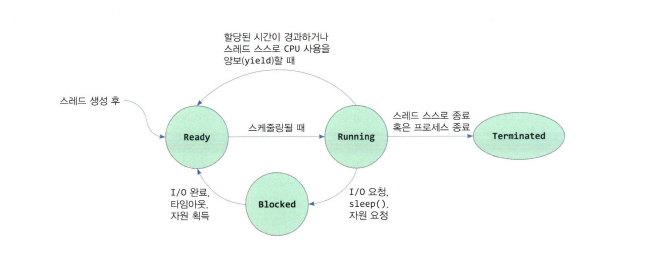 할당된 시간이 경과하거나
스레드 스스로 CPU 사용을
양보(yield)할 때
스레드 생성 후
Ready
스케줄링될 때
Running
스레드 스스로 종료
혹은 프로세스 종료
Terminated
I/O 완료,
타임아웃,
자원 획득
Blocked
I/O 요청,
sleep(),
자원 요청